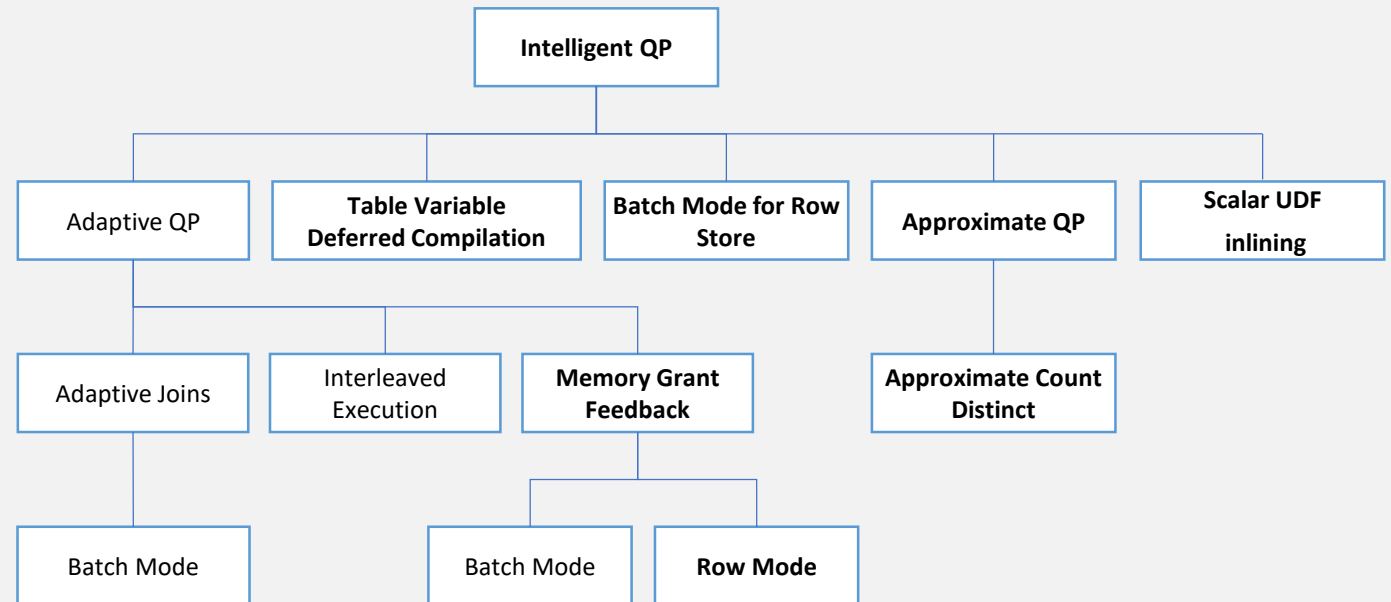 Intelligent QP
Adaptive QP
Table Variable
Deferred Compilation
Batch Mode for Row
Store
Approximate QP
Scalar UDF
inlining
Adaptive Joins
Interleaved
Execution
Memory Grant
Feedback
Approximate Count
Distinct
Batch Mode
Batch Mode
Row Mode